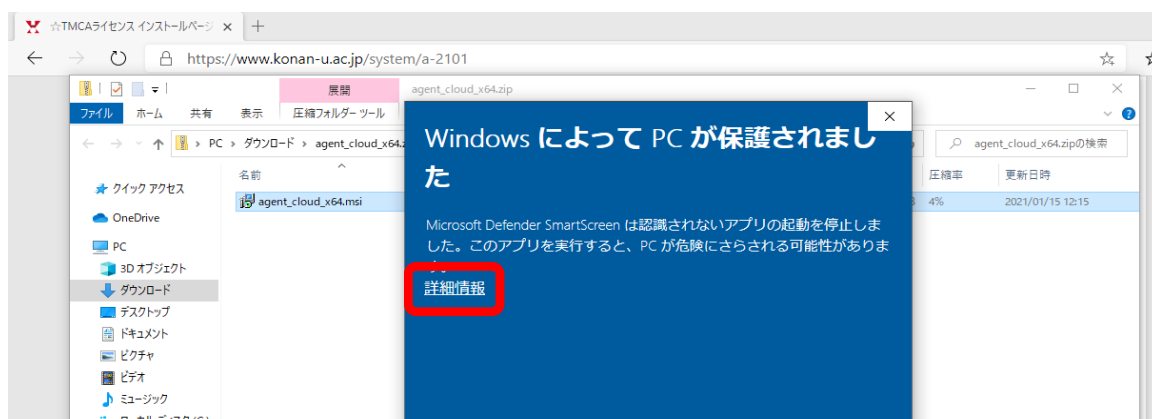 ☆TMCAライセンス インストールページ
https://www.konan-u.ac.jp/system/a-2101
展開
agent_cloud_x64.zip
ファイル ホーム 共有 表示 圧縮フォルダー ツール
PC › ダウンロード › agent_cloud_x64.
agent_cloud_x64.zipの検索
名前 圧縮率 更新日時
agent_cloud_x64.msi 4% 2021/01/15 12:15
クイック アクセス
OneDrive
PC
3D オブジェクト
ダウンロード
デスクトップ
ドキュメント
ピクチャ
ビデオ
ミュージック
Windows によって PC が保護されまし
た
Microsoft Defender SmartScreen は認識されないアプリの起動を停止しま
した。このアプリを実行すると、PC が危険にさらされる可能性がありま
す。
詳細情報